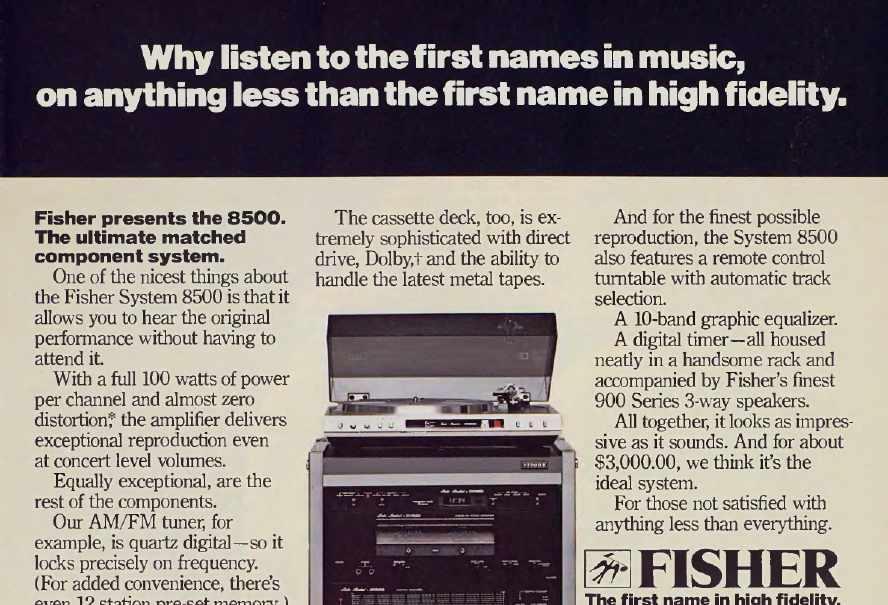 Why listen to the first names in music,
on anything less than the first name in high fidelity.
Fisher presents the 8500.
The ultimate matched
component system.
One of the nicest things about
the Fisher System 8500 is that it
allows you to hear the original
performance without having to
attend it.
With a full 100 watts of power
per channel and almost zero
distortion,* the amplifier delivers
exceptional reproduction even
at concert level volumes.
Equally exceptional, are the
rest of the components.
Our AM/FM tuner, for
example, is quartz digital—so it
locks precisely on frequency.
(For added convenience, there's
even 12 station pre-set memory.)
The cassette deck, too, is ex-
tremely sophisticated with direct
drive, Dolby,† and the ability to
handle the latest metal tapes.
FISHER
And for the finest possible
reproduction, the System 8500
also features a remote control
turntable with automatic track
selection.
A 10-band graphic equalizer.
A digital timer—all housed
neatly in a handsome rack and
accompanied by Fisher's finest
900 Series 3-way speakers.
All together, it looks as impres-
sive as it sounds. And for about
$3,000.00, we think it's the
ideal system.
For those not satisfied with
anything less than everything.
FISHER
The first name in high fidelity.